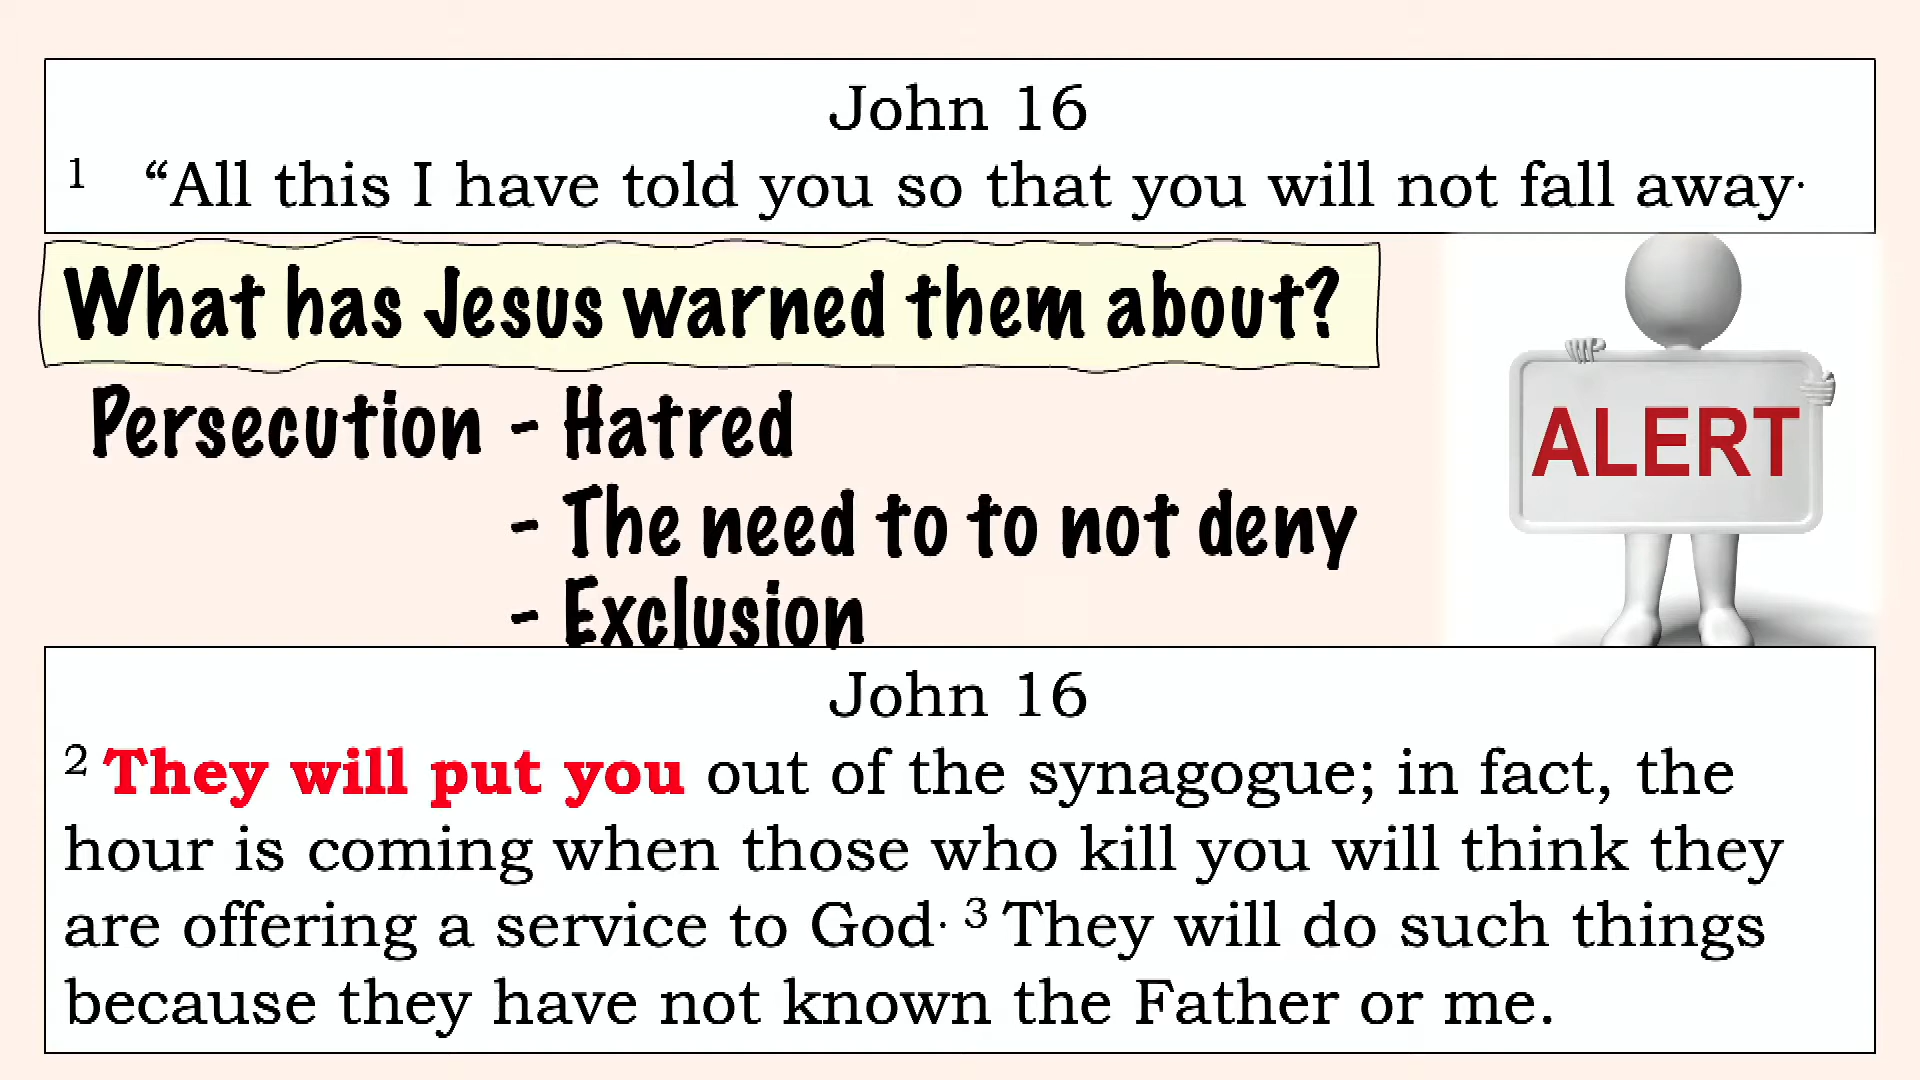 John 16
1 “All this I have told you so that you will not fall away.
What has Jesus warned them about?
Persecution - Hatred
- The need to to not deny
- Exclusion
ALERT
John 16
2 They will put you out of the synagogue; in fact, the
hour is coming when those who kill you will think they
are offering a service to God. 3 They will do such things
because they have not known the Father or me.